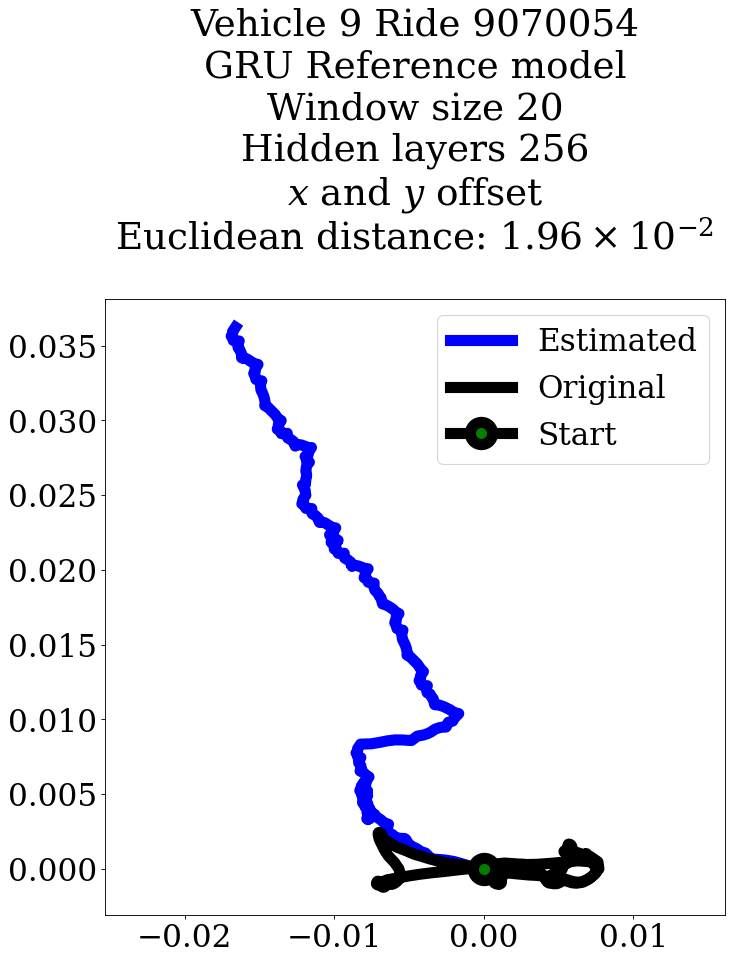 Vehicle 9 Ride 9070054
GRU Reference model
Window size 20
Hidden layers 256
x and y offset
Euclidean distance: 1.96 × 10⁻²
Estimated
Original
Start
0.035
0.030
0.025
0.020
0.015
0.010
0.005
0.000
−0.02 −0.01 0.00 0.01